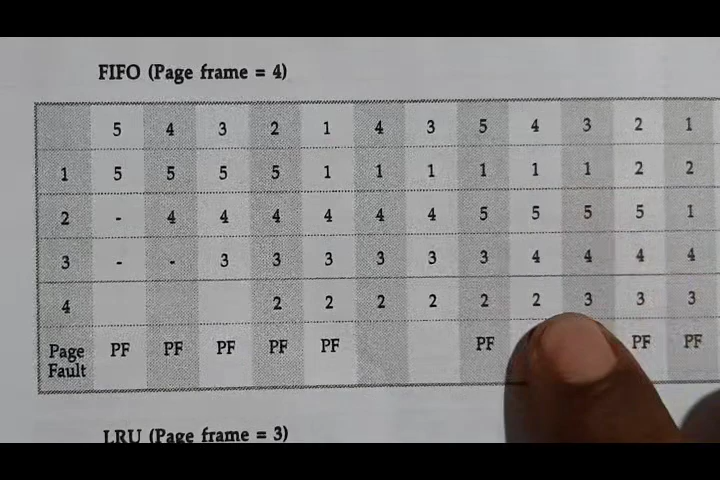 FIFO (Page frame = 4)
5 4 3 2 1 4 3 5 4 3 2 1
1 5 5 5 5 1 1 1 1 1 1 2 2
2 - 4 4 4 4 4 4 5 5 5 5 1
3 - - 3 3 3 3 3 3 4 4 4 4
4 2 2 2 2 2 2 3 3 3
Page PF PF PF PF PF PF PF PF
Fault
LRU (Page frame = 3)